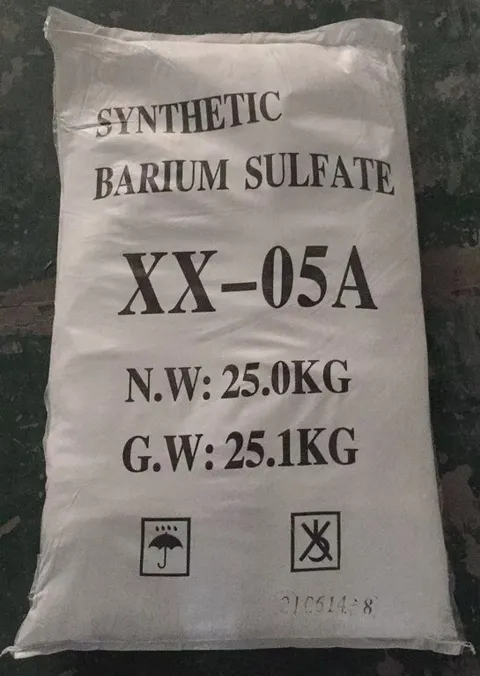 SYNTHETIC
BARIUM SULFATE
XX-05A
N.W: 25.0KG
G.W: 25.1KG